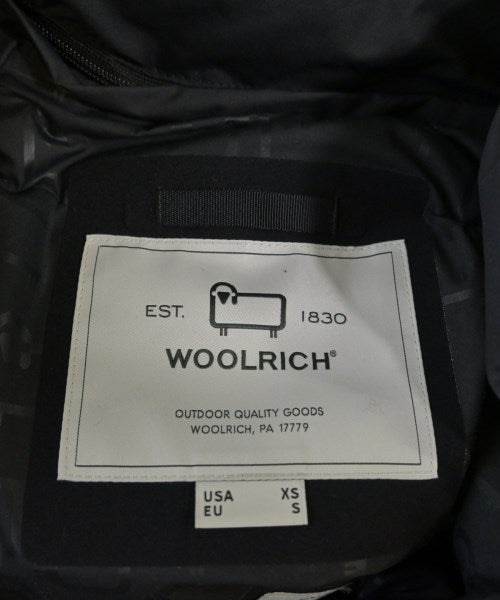 EST. 1830
WOOLRICH®
OUTDOOR QUALITY GOODS
WOOLRICH, PA 17779
USA XS
EU S